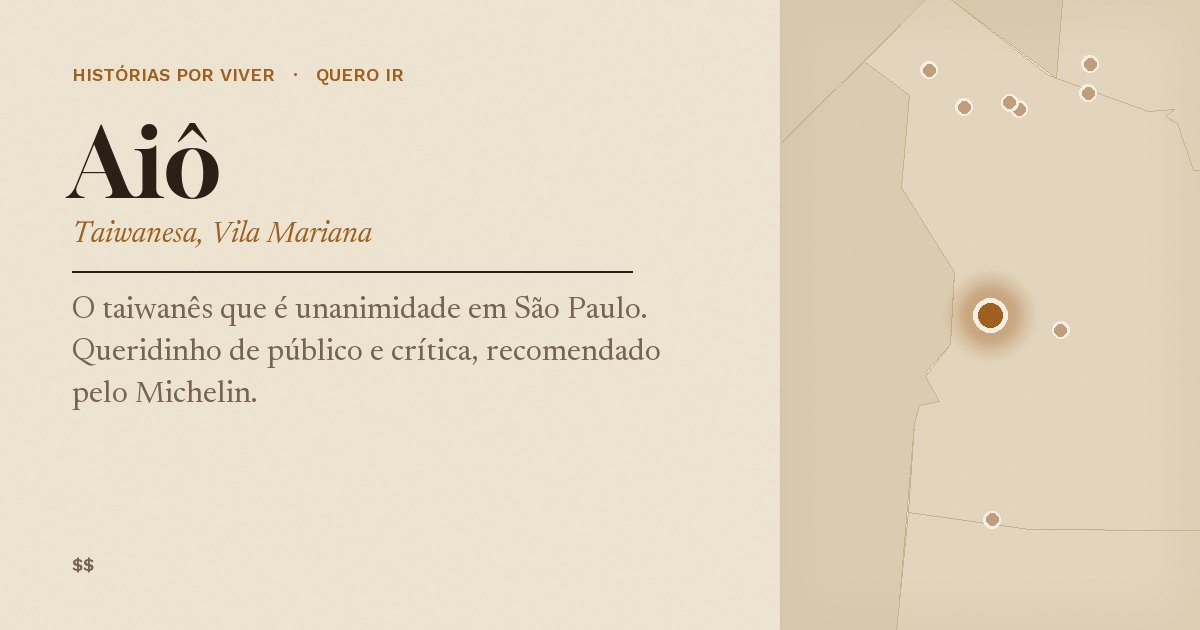 HISTÓRIAS POR VIVER · QUERO IR
Aiô
Taiwanesa, Vila Mariana
O taiwanês que é unanimidade em São Paulo.
Queridinho de público e crítica, recomendado
pelo Michelin.
$$